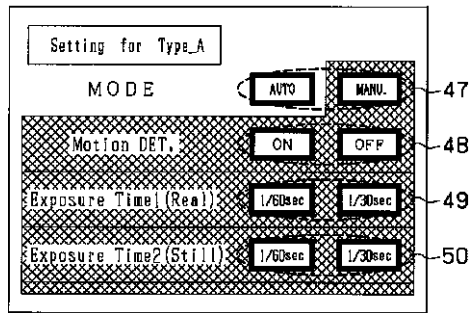 Setting for Type_A
MODE AUTO MANU. 47
Motion DET. ON OFF 48
Exposure Time1(Real) 1/60sec 1/30sec 49
Exposure Time2(Still) 1/60sec 1/30sec 50